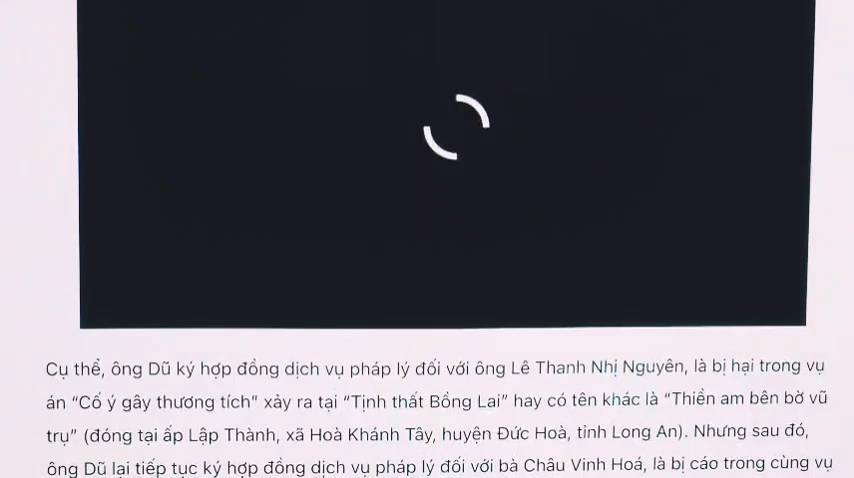 Cụ thể, ông Dũ ký hợp đồng dịch vụ pháp lý đối với ông Lê Thanh Nhị Nguyên, là bị hại trong vụ
án “Cố ý gây thương tích” xảy ra tại “Tịnh thất Bồng Lai” hay có tên khác là “Thiền am bên bờ vũ
trụ” (đóng tại ấp Lập Thành, xã Hoà Khánh Tây, huyện Đức Hoà, tỉnh Long An). Nhưng sau đó,
ông Dũ lại tiếp tục ký hợp đồng dịch vụ pháp lý đối với bà Châu Vinh Hoá, là bị cáo trong cùng vụ